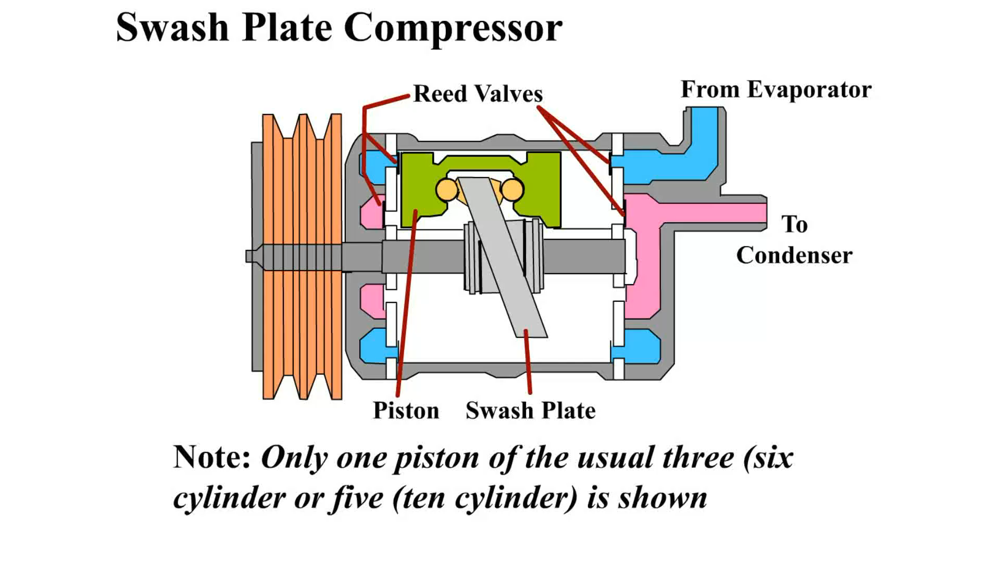 Swash Plate Compressor
Reed Valves
From Evaporator
To
Condenser
Piston
Swash Plate
Note: Only one piston of the usual three (six
cylinder or five (ten cylinder) is shown